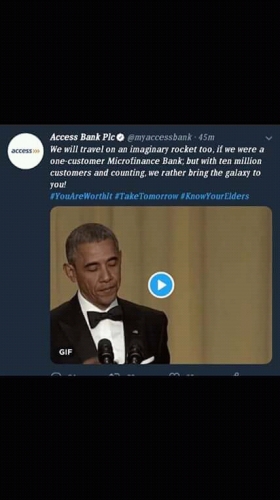 Access Bank Plc @myaccessbank · 45m
access
We will travel on an imaginary rocket too, if we were a
one-customer Microfinance Bank; but with ten million
customers and counting, we rather bring the galaxy to
you!
#YouAreWorthIt #TakeTomorrow #KnowYourElders
GIF